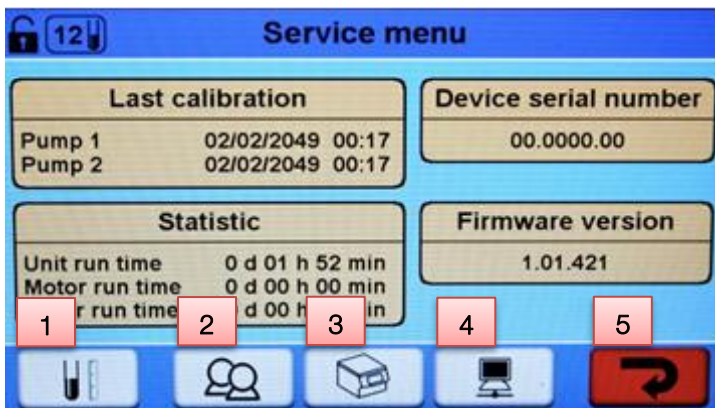 12
Service menu
Last calibration
Pump 1 02/02/2049 00:17
Pump 2 02/02/2049 00:17
Device serial number
00.0000.00
Statistic
Unit run time 0 d 01 h 52 min
Motor run time 0 d 00 h 00 min
run time d 00
Firmware version
1.01.421
1
2
3
4
5